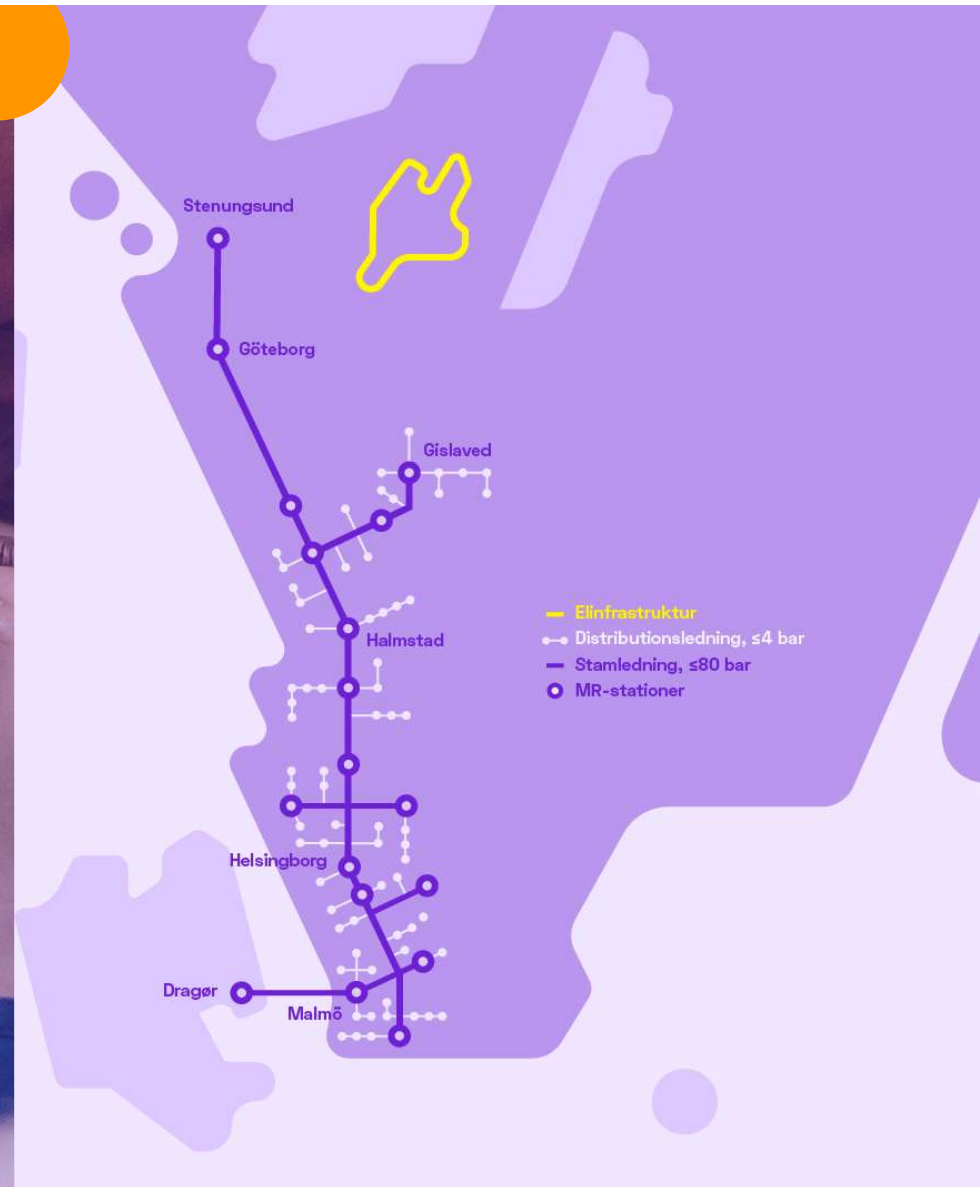 Stenungsund
Göteborg
Gislaved
Elinfrastruktur
Distributionsledning, ≤4 bar
Halmstad
Stamledning, ≤80 bar
MR-stationer
Helsingborg
Dragør
Malmö